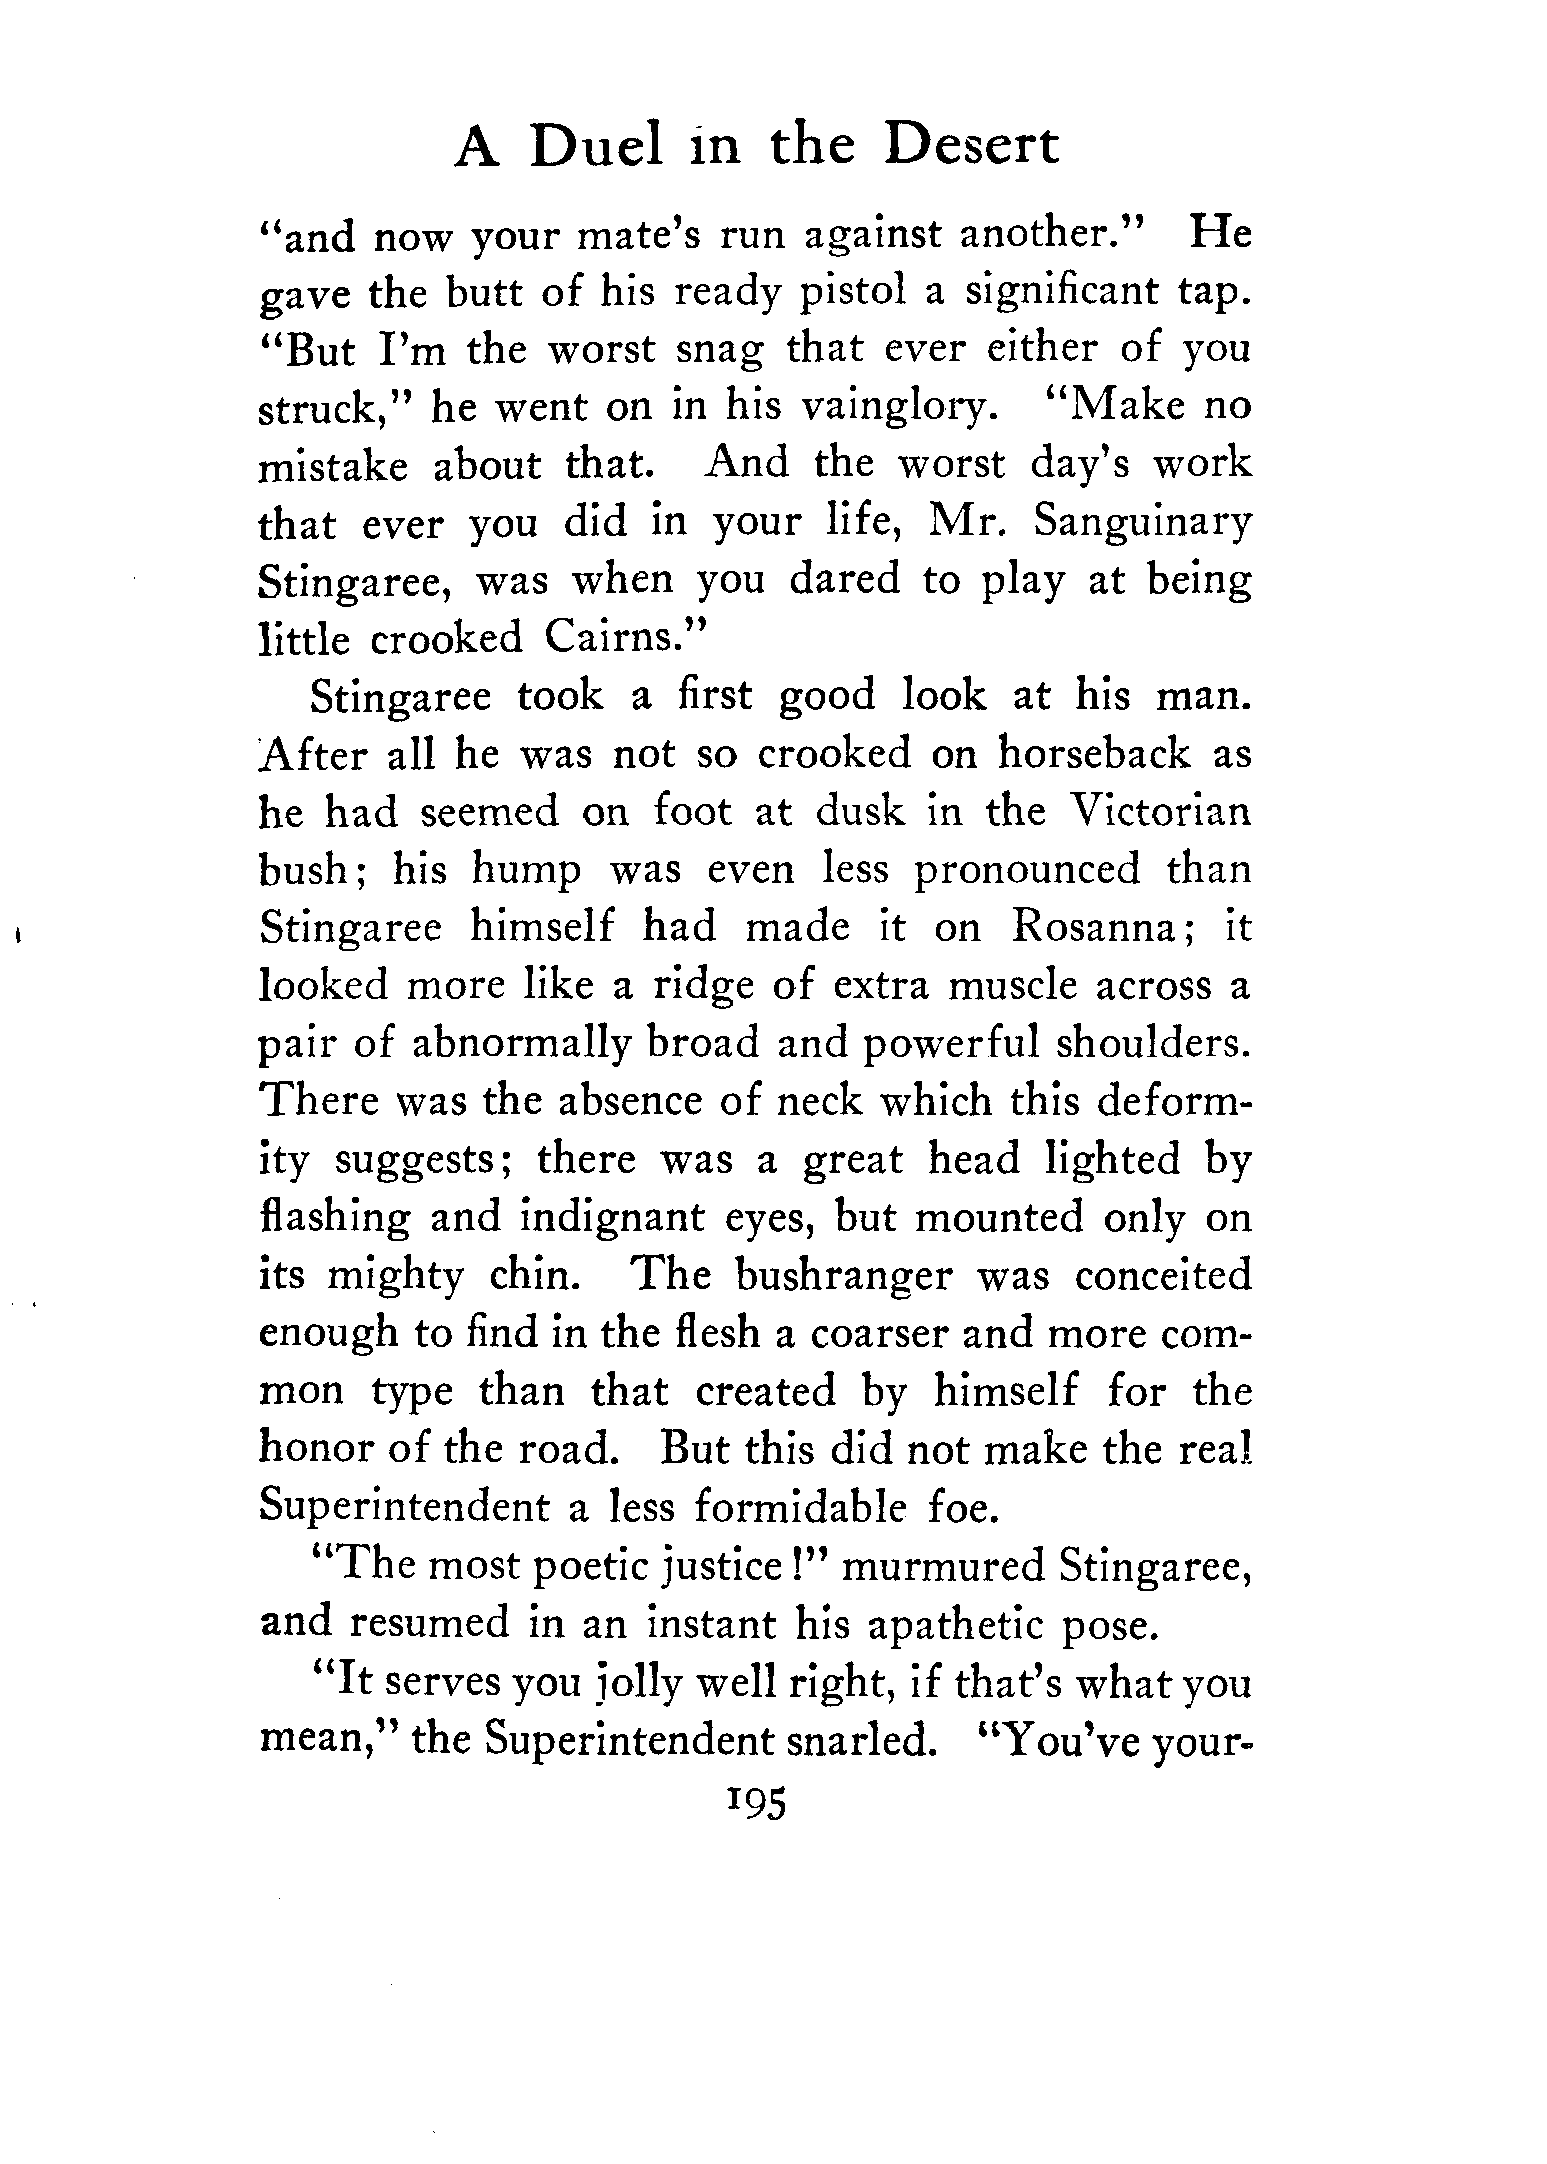 A Duel in the Desert
“and now your mate’s run against another.” He
gave the butt of his ready pistol a significant tap.
“But I’m the worst snag that ever either of you
struck,” he went on in his vainglory. “Make no
mistake about that. And the worst day’s work
that ever you did in your life, Mr. Sanguinary
Stingaree, was when you dared to play at being
little crooked Cairns.”
Stingaree took a first good look at his man.
After all he was not so crooked on horseback as
he had seemed on foot at dusk in the Victorian
bush; his hump was even less pronounced than
Stingaree himself had made it on Rosanna; it
looked more like a ridge of extra muscle across a
pair of abnormally broad and powerful shoulders.
There was the absence of neck which this deform-
ity suggests; there was a great head lighted by
flashing and indignant eyes, but mounted only on
its mighty chin. The bushranger was conceited
enough to find in the flesh a coarser and more com-
mon type than that created by himself for the
honor of the road. But this did not make the real
Superintendent a less formidable foe.
“The most poetic justice!” murmured Stingaree,
and resumed in an instant his apathetic pose.
“It serves you jolly well right, if that’s what you
mean,” the Superintendent snarled. “You’ve your-
195